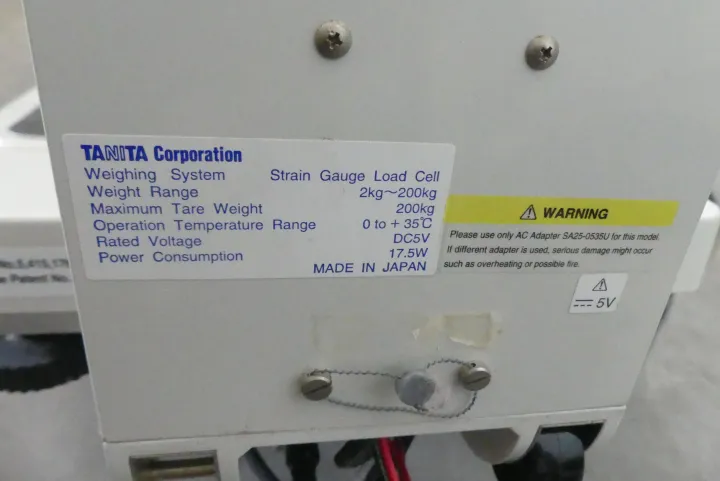 TANITA Corporation
Weighing System Strain Gauge Load Cell
Weight Range 2kg～200kg
Maximum Tare Weight 200kg
Operation Temperature Range 0 to + 35℃
Rated Voltage DC5V
Power Consumption 17.5W
MADE IN JAPAN
WARNING
Please use only AC Adapter SA25-0535U for this model.
If different adapter is used, serious damage might occur
such as overheating or possible fire.
5V